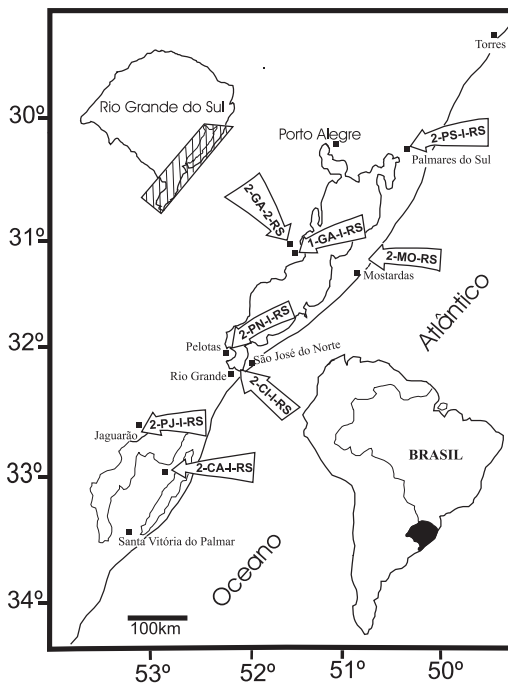 Torres
30º
Rio Grande do Sul
Porto Alegre
2-PS-I-RS
Palmares do Sul
2-GA-2-RS
1-GA-I-RS
31º
2-MO-RS
Mostardas
Atlântico
2-PN-I-RS
32º
Pelotas
São José do Norte
Rio Grande
2-CI-I-RS
2-PJ-I-RS
Jaguarão
BRASIL
2-CA-I-RS
33º
Santa Vitória do Palmar
Oceano
34º
100km
53º
52º
51º
50º